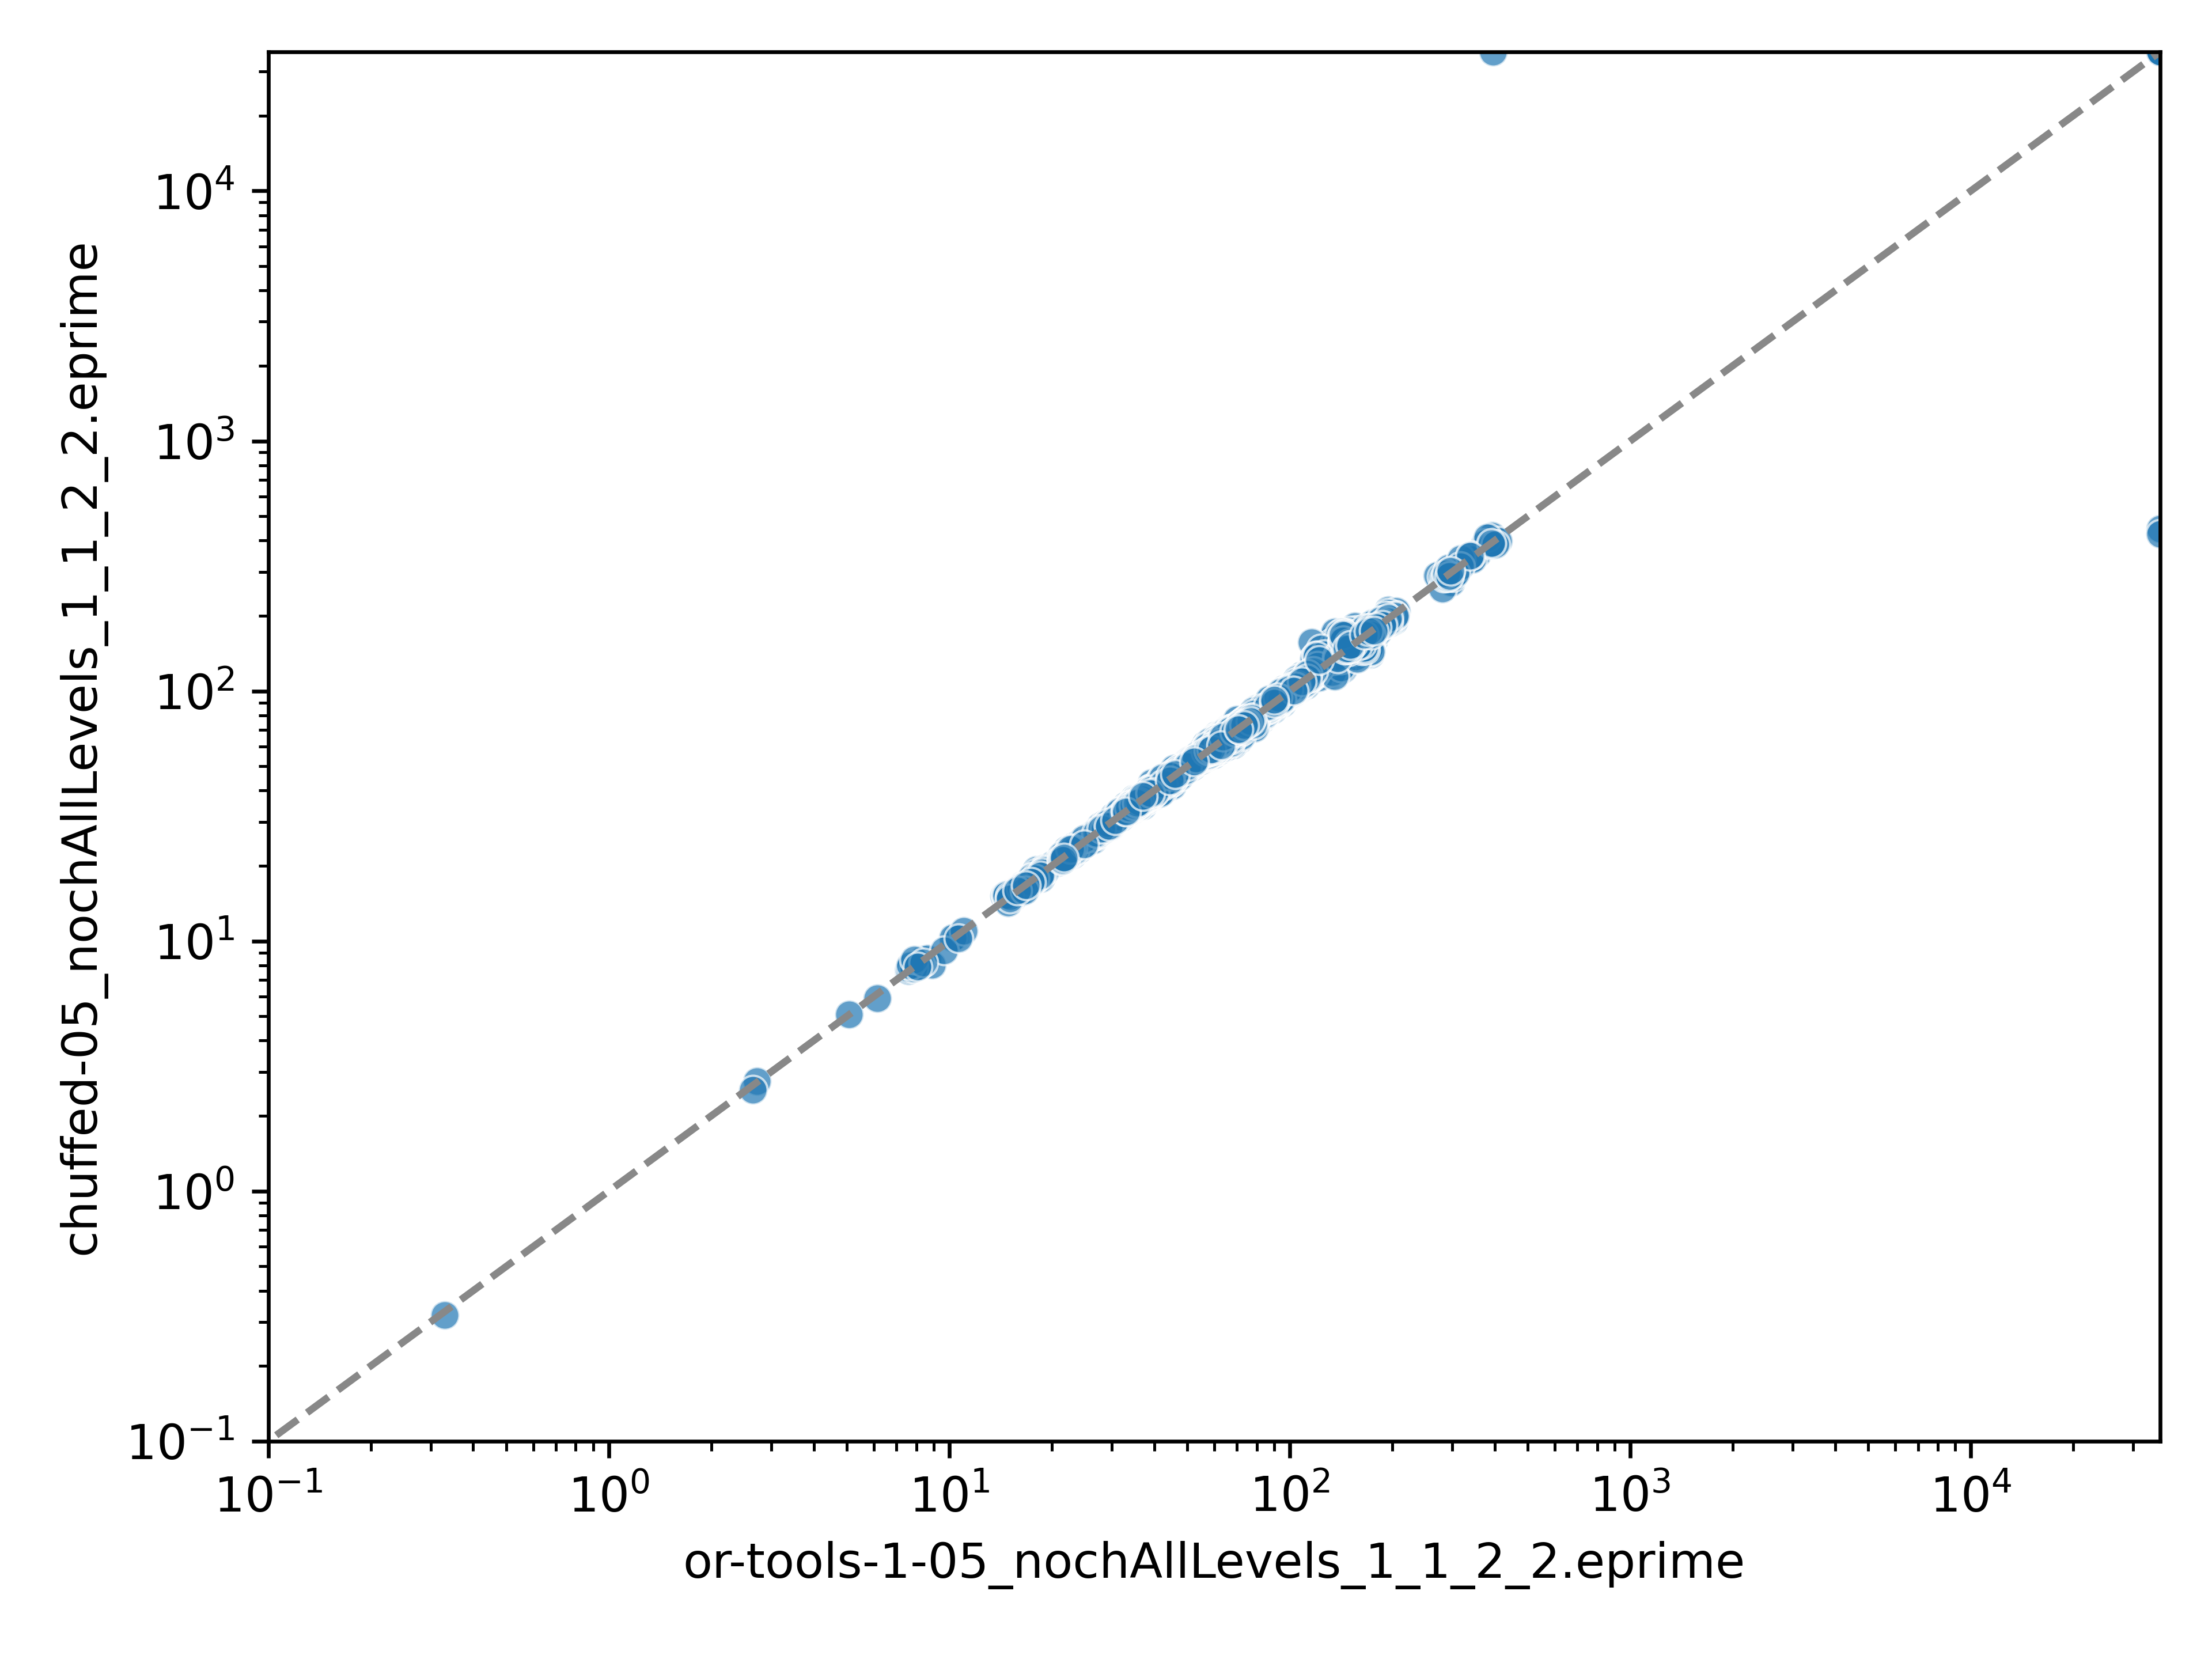 10⁴
10³
10²
10¹
10⁰
10⁻¹
chuffed-05_nochAllLevels_1_1_2_2.eprime
10⁻¹ 10⁰ 10¹ 10² 10³ 10⁴
or-tools-1-05_nochAllLevels_1_1_2_2.eprime